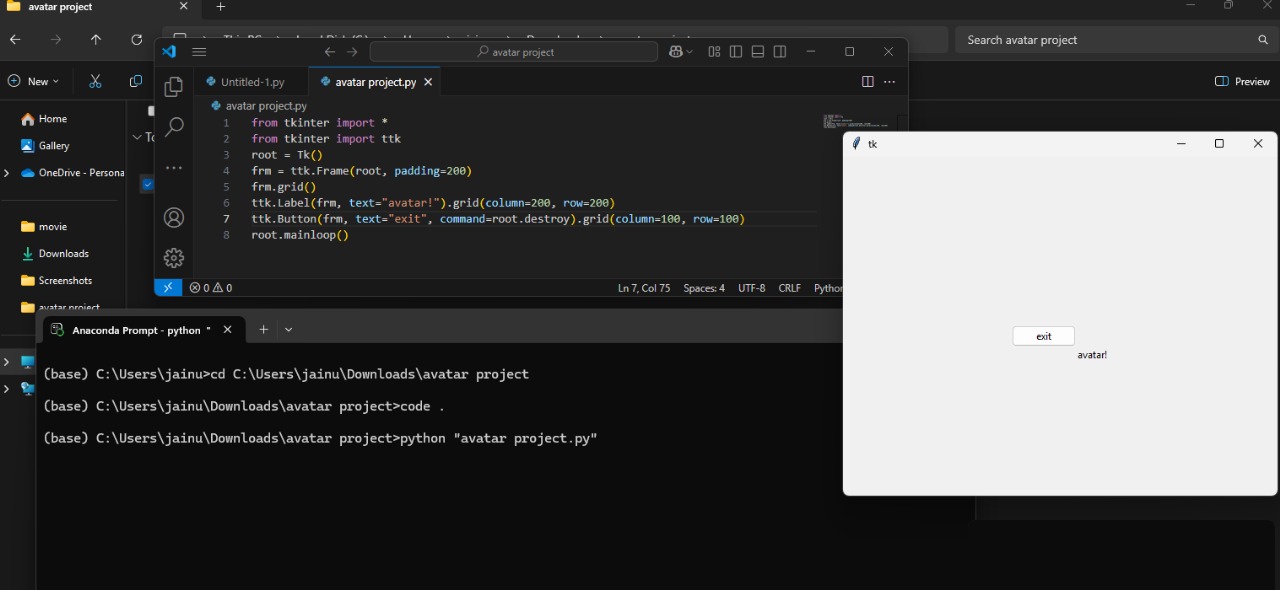 avatar project
Search avatar project
New
Preview
Home
Gallery
OneDrive - Persona
movie
Downloads
Screenshots
avatar project
avatar project
Untitled-1.py
avatar project.py
avatar project.py
1 from tkinter import *
2 from tkinter import ttk
3 root = Tk()
4 frm = ttk.Frame(root, padding=200)
5 frm.grid()
6 ttk.Label(frm, text="avatar!").grid(column=200, row=200)
7 ttk.Button(frm, text="exit", command=root.destroy).grid(column=100, row=100)
8 root.mainloop()
0 0
Ln 7, Col 75 Spaces: 4 UTF-8 CRLF Python
tk
exit
avatar!
Anaconda Prompt - python "
(base) C:\Users\jainu>cd C:\Users\jainu\Downloads\avatar project
(base) C:\Users\jainu\Downloads\avatar project>code .
(base) C:\Users\jainu\Downloads\avatar project>python "avatar project.py"